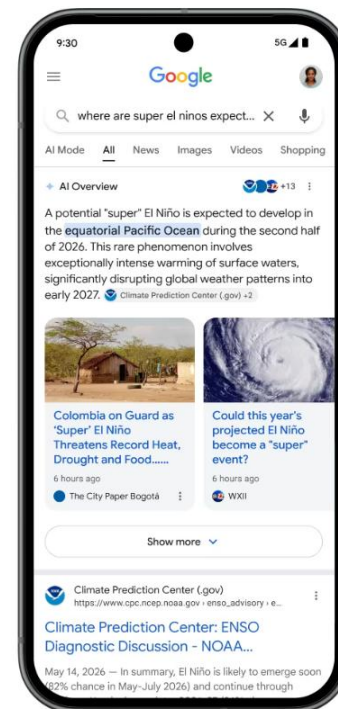 9:30
5G
Google
where are super el ninos expect...
AI Mode All News Images Videos Shopping
AI Overview
+13
A potential "super" El Niño is expected to develop in
the equatorial Pacific Ocean during the second half
of 2026. This rare phenomenon involves
exceptionally intense warming of surface waters,
significantly disrupting global weather patterns into
early 2027. Climate Prediction Center (.gov) +2
Colombia on Guard as
'Super' El Niño
Threatens Record Heat,
Drought and Food......
6 hours ago
The City Paper Bogotá
Could this year's
projected El Niño
become a "super"
event?
6 hours ago
WXII
Show more
Climate Prediction Center (.gov)
https://www.cpc.ncep.noaa.gov › enso_advisory › e...
Climate Prediction Center: ENSO
Diagnostic Discussion - NOAA...
May 14, 2026 — In summary, El Niño is likely to emerge soon
(82% chance in May-July 2026) and continue through